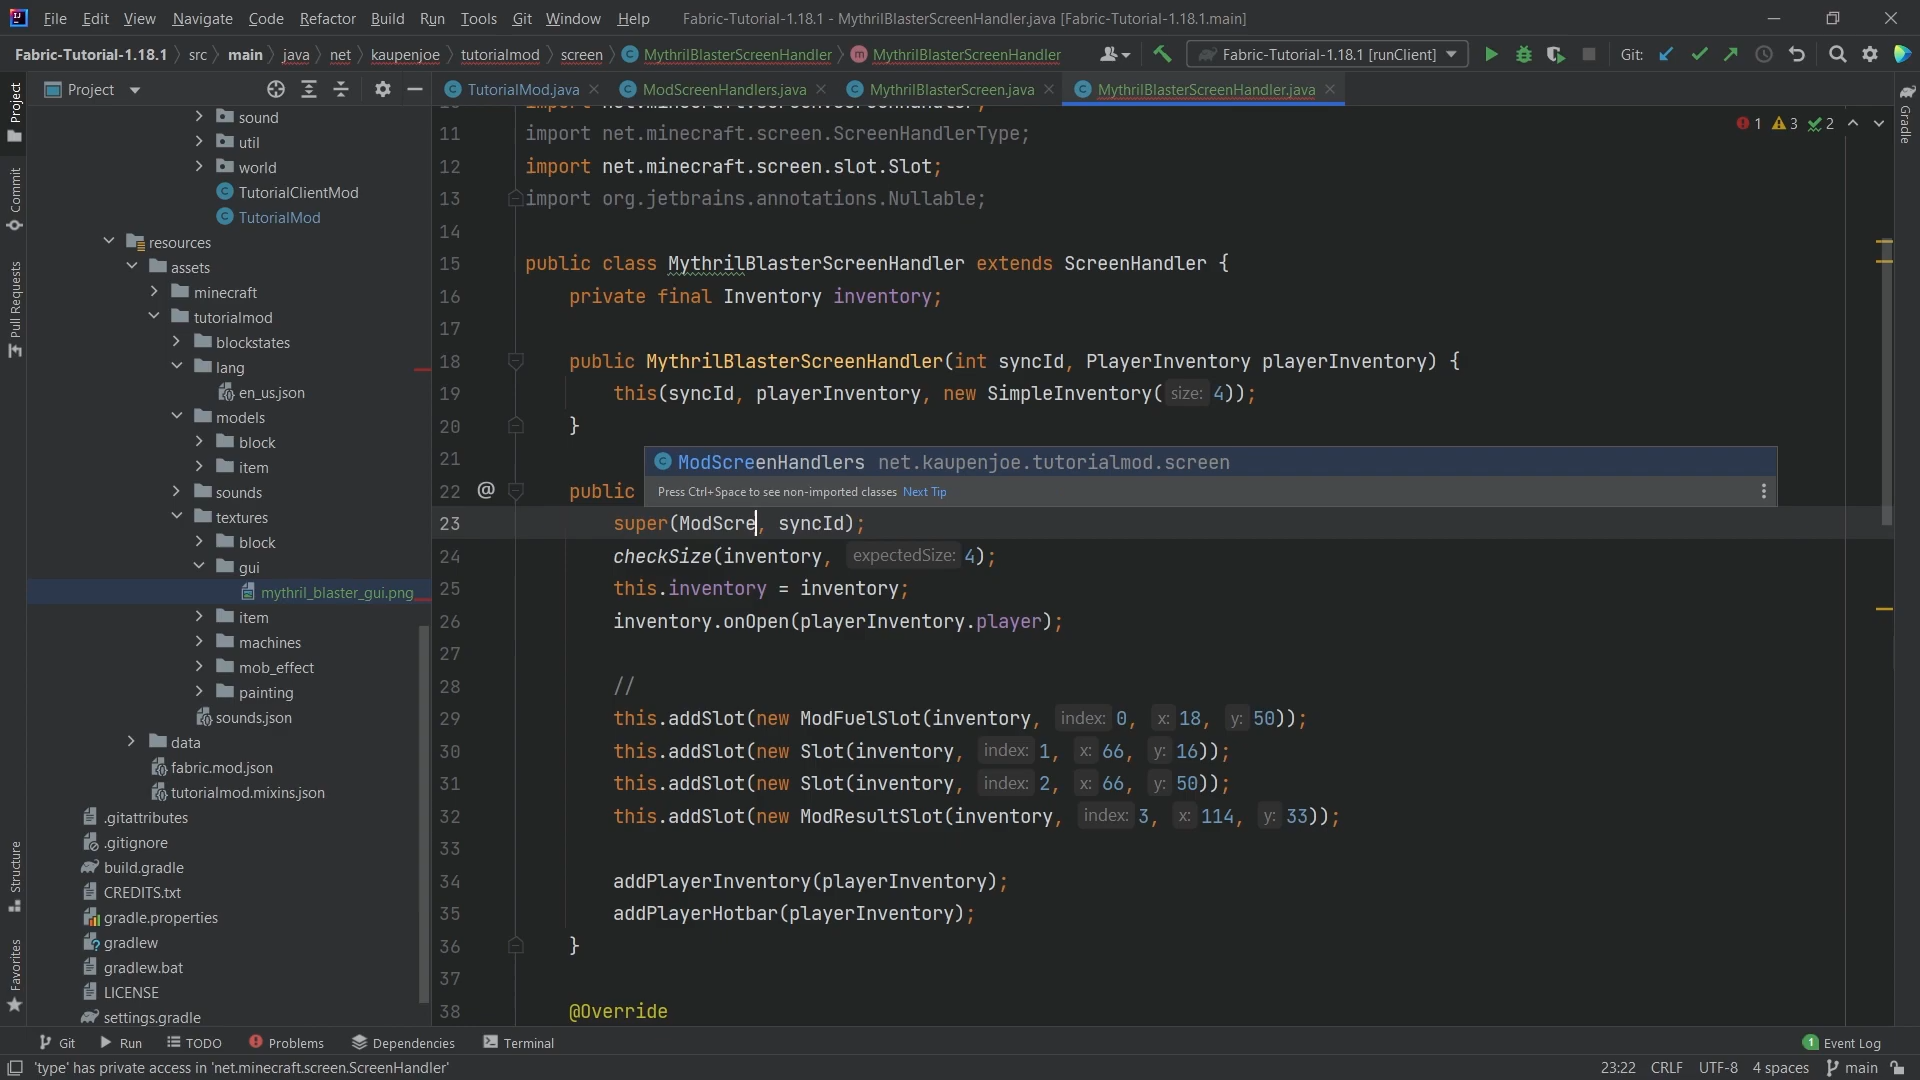 File Edit View Navigate Code Refactor Build Run Tools Git Window Help Fabric-Tutorial-1.18.1 - MythrilBlasterScreenHandler.java [Fabric-Tutorial-1.18.1.main]
Fabric-Tutorial-1.18.1 src main java net kaupenjoe tutorialmod screen MythrilBlasterScreenHandler MythrilBlasterScreenHandler Fabric-Tutorial-1.18.1 [runClient] Git:
Project
TutorialMod.java ModScreenHandlers.java MythrilBlasterScreen.java MythrilBlasterScreenHandler.java
Project
Commit
Pull Requests
Structure
Favorites
sound
util
world
TutorialClientMod
TutorialMod
resources
assets
minecraft
tutorialmod
blockstates
lang
en_us.json
models
block
item
sounds
textures
block
gui
mythril_blaster_gui.png
item
machines
mob_effect
painting
sounds.json
data
fabric.mod.json
tutorialmod.mixins.json
.gitattributes
.gitignore
build.gradle
CREDITS.txt
gradle.properties
gradlew
gradlew.bat
LICENSE
settings.gradle
1 3 2
11 import net.minecraft.screen.ScreenHandlerType;
12 import net.minecraft.screen.slot.Slot;
13 import org.jetbrains.annotations.Nullable;
14
15 public class MythrilBlasterScreenHandler extends ScreenHandler {
16 private final Inventory inventory;
17
18 public MythrilBlasterScreenHandler(int syncId, PlayerInventory playerInventory) {
19 this(syncId, playerInventory, new SimpleInventory( size: 4));
20 }
21
ModScreenHandlers net.kaupenjoe.tutorialmod.screen
Press Ctrl+Space to see non-imported classes Next Tip
22 @ public
23 super(ModScre, syncId);
24 checkSize(inventory, expectedSize: 4);
25 this.inventory = inventory;
26 inventory.onOpen(playerInventory.player);
27
28 //
29 this.addSlot(new ModFuelSlot(inventory, index: 0, x: 18, y: 50));
30 this.addSlot(new Slot(inventory, index: 1, x: 66, y: 16));
31 this.addSlot(new Slot(inventory, index: 2, x: 66, y: 50));
32 this.addSlot(new ModResultSlot(inventory, index: 3, x: 114, y: 33));
33
34 addPlayerInventory(playerInventory);
35 addPlayerHotbar(playerInventory);
36 }
37
38 @Override
Gradle
Git Run TODO Problems Dependencies Terminal 1 Event Log
'type' has private access in 'net.minecraft.screen.ScreenHandler' 23:22 CRLF UTF-8 4 spaces main